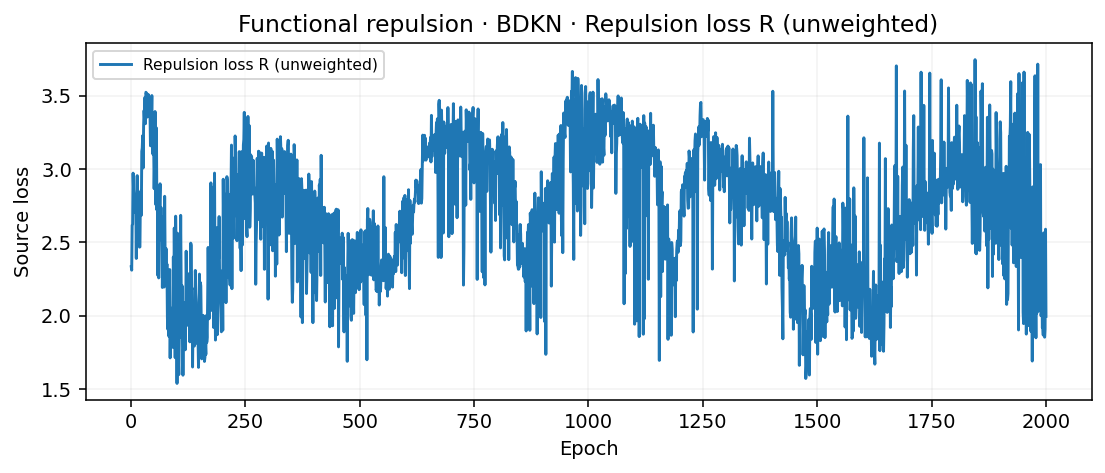 Functional repulsion · BDKN · Repulsion loss R (unweighted)
Repulsion loss R (unweighted)
Source loss
3.5
3.0
2.5
2.0
1.5
0 250 500 750 1000 1250 1500 1750 2000
Epoch